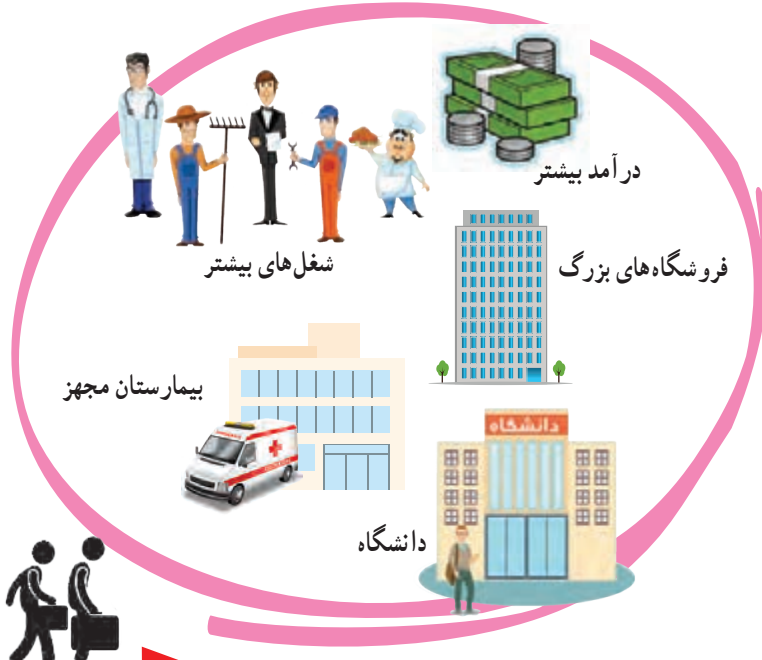 درآمد بیشتر
شغل‌های بیشتر
فروشگاه‌های بزرگ
بیمارستان مجهز
دانشگاه
دانشگاه